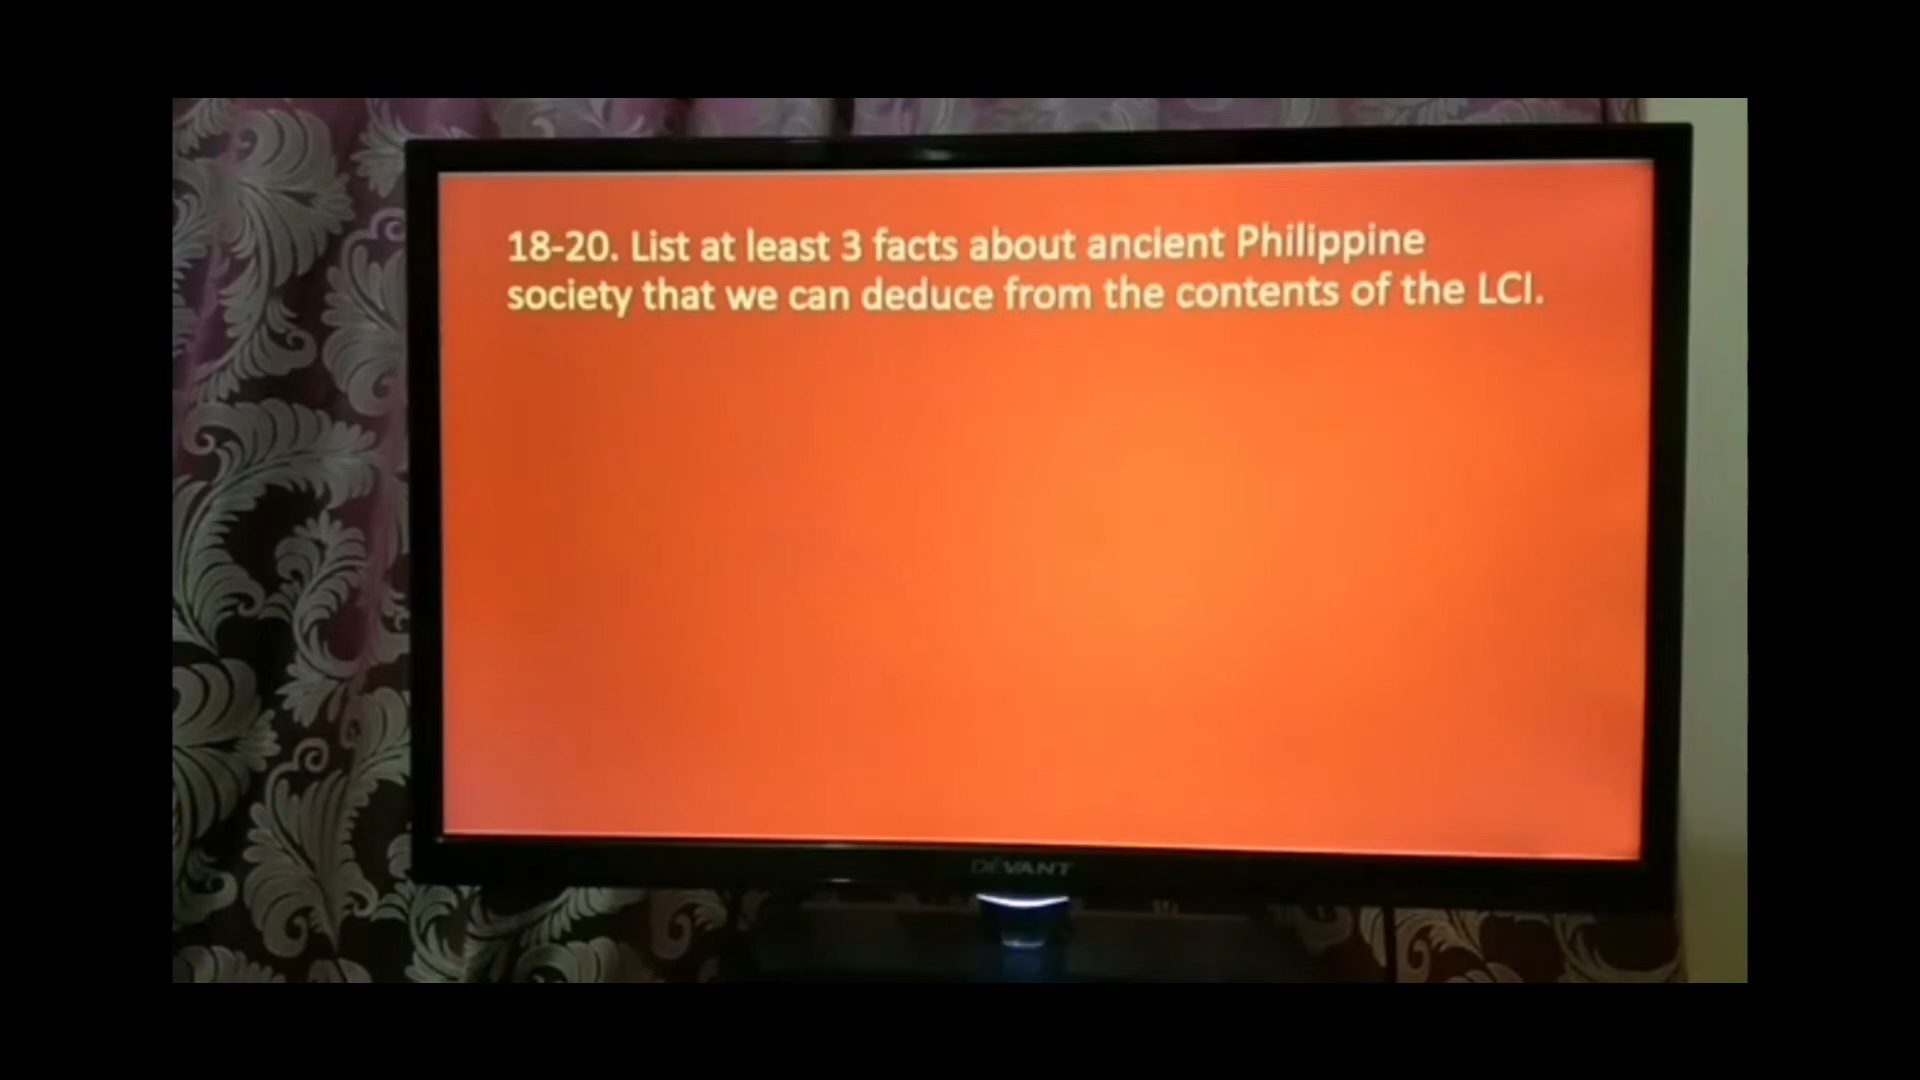 18-20. List at least 3 facts about ancient Philippine
society that we can deduce from the contents of the LCI.
DEVANT